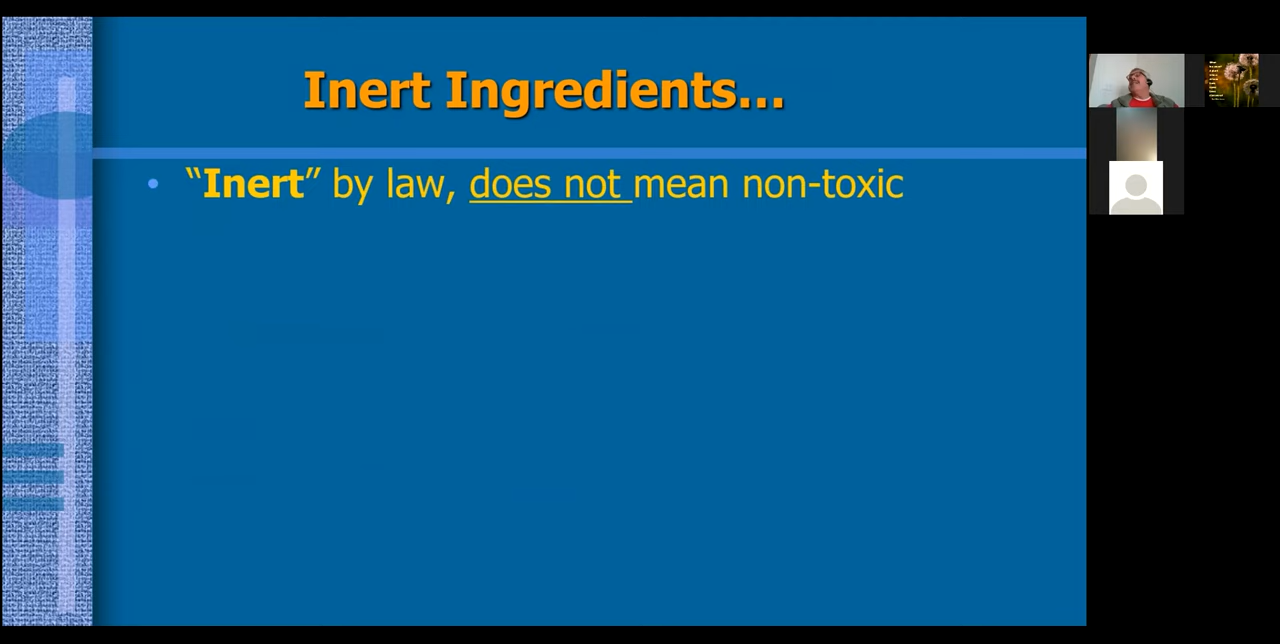 Inert Ingredients...
• “Inert” by law, does not mean non-toxic